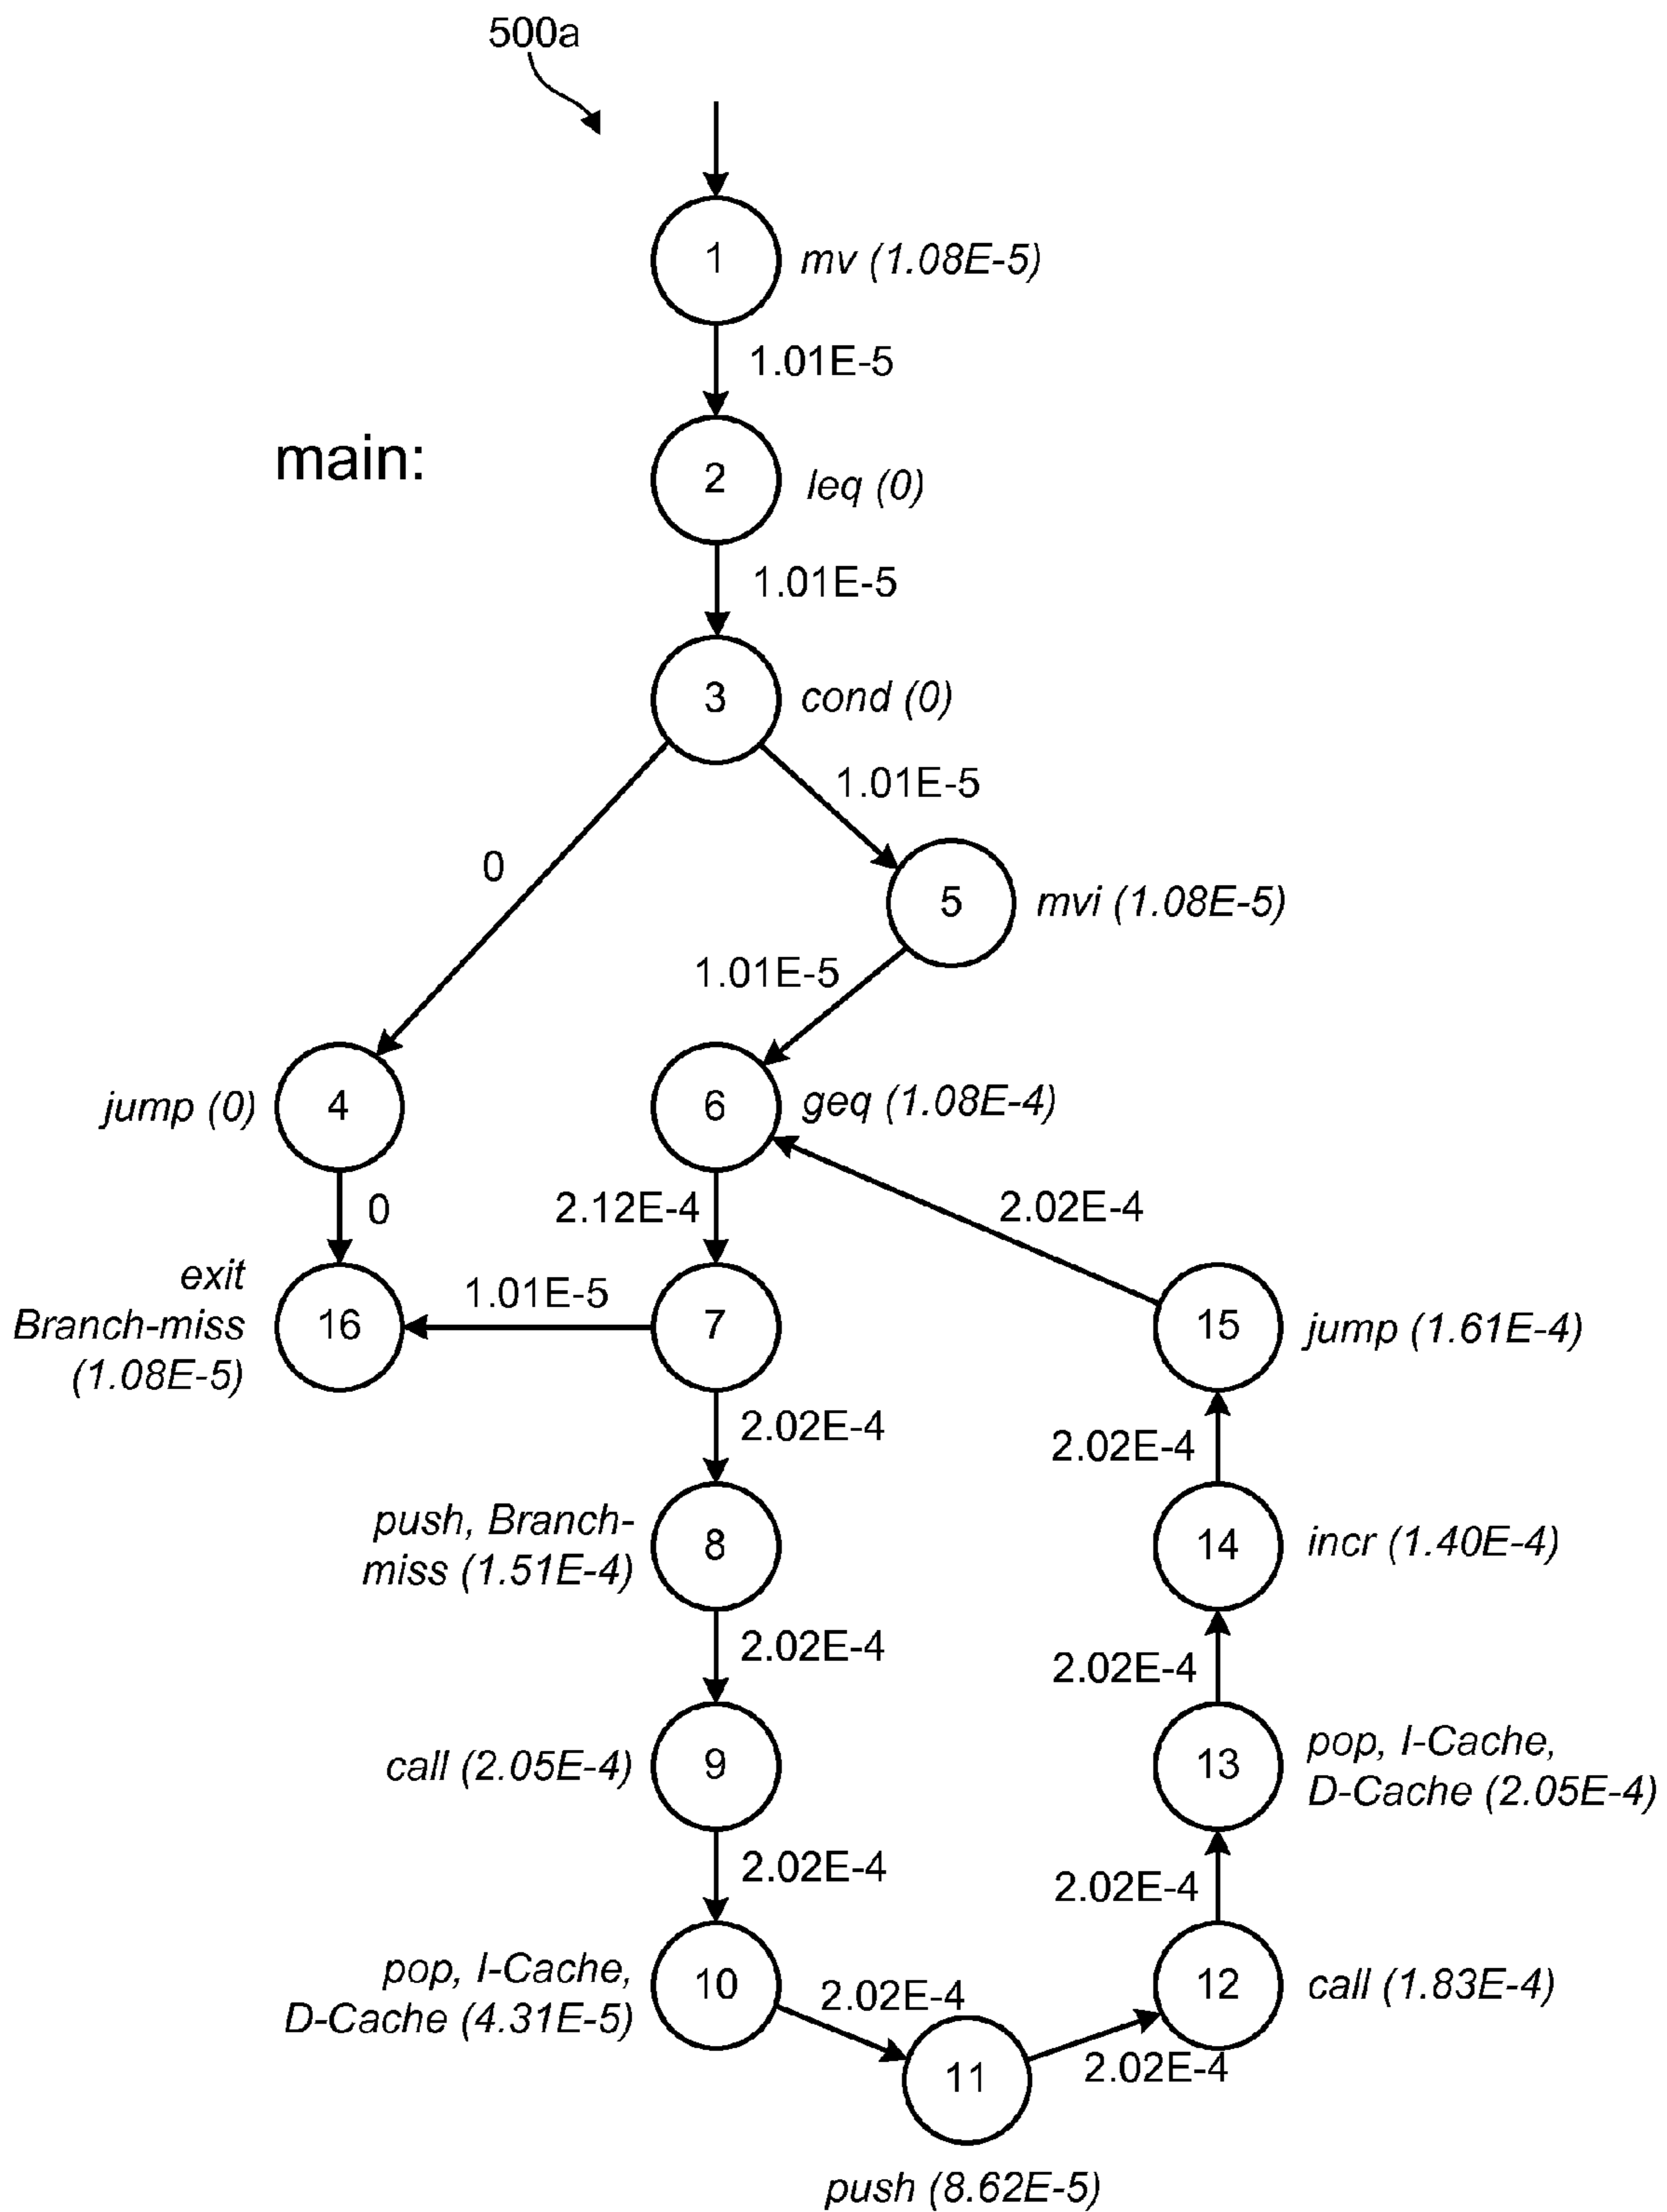 500a
1
mv (1.08E-5)
1.01E-5
main:
2
leq (0)
1.01E-5
3
cond (0)
1.01E-5
0
5
mvi (1.08E-5)
1.01E-5
jump (0)
4
6
geq (1.08E-4)
0
2.12E-4
2.02E-4
exit
Branch-miss
(1.08E-5)
16
1.01E-5
7
15
jump (1.61E-4)
2.02E-4
2.02E-4
push, Branch-
miss (1.51E-4)
8
14
incr (1.40E-4)
2.02E-4
2.02E-4
call (2.05E-4)
9
13
pop, I-Cache,
D-Cache (2.05E-4)
2.02E-4
2.02E-4
pop, I-Cache,
D-Cache (4.31E-5)
10
2.02E-4
12
call (1.83E-4)
11
2.02E-4
push (8.62E-5)